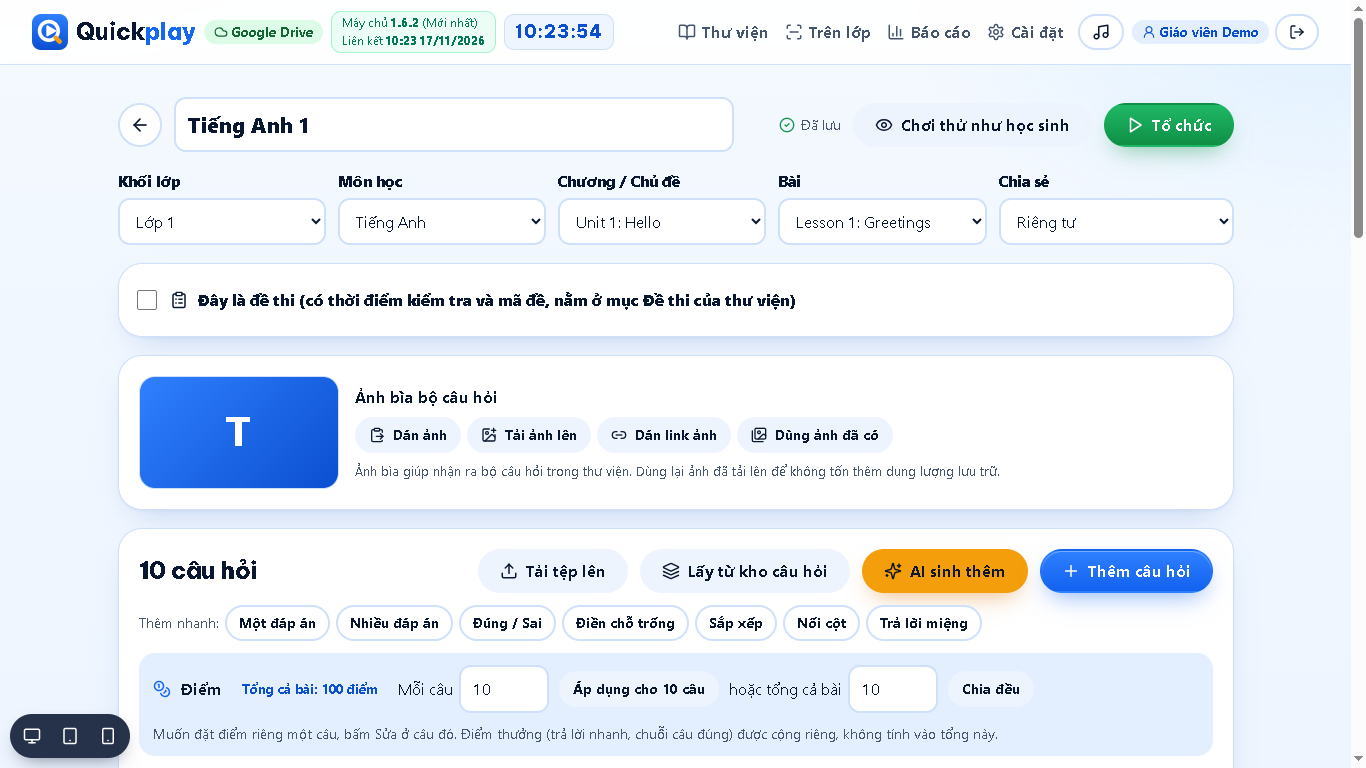 Quickplay
Google Drive
Máy chủ 1.6.2 (Mới nhất)
Liên kết 10:23 17/11/2026
10:23:54
Thư viện
Trên lớp
Báo cáo
Cài đặt
Giáo viên Demo
Tiếng Anh 1
Đã lưu
Chơi thử như học sinh
Tổ chức
Khối lớp
Môn học
Chương / Chủ đề
Bài
Chia sẻ
Lớp 1
Tiếng Anh
Unit 1: Hello
Lesson 1: Greetings
Riêng tư
Đây là đề thi (có thời điểm kiểm tra và mã đề, nằm ở mục Đề thi của thư viện)
T
Ảnh bìa bộ câu hỏi
Dán ảnh
Tải ảnh lên
Dán link ảnh
Dùng ảnh đã có
Ảnh bìa giúp nhận ra bộ câu hỏi trong thư viện. Dùng lại ảnh đã tải lên để không tốn thêm dung lượng lưu trữ.
10 câu hỏi
Tải tệp lên
Lấy từ kho câu hỏi
AI sinh thêm
Thêm câu hỏi
Thêm nhanh:
Một đáp án
Nhiều đáp án
Đúng / Sai
Điền chỗ trống
Sắp xếp
Nối cột
Trả lời miệng
Điểm
Tổng cả bài: 100 điểm
Mỗi câu
10
Áp dụng cho 10 câu
hoặc tổng cả bài
10
Chia đều
Muốn đặt điểm riêng một câu, bấm Sửa ở câu đó. Điểm thưởng (trả lời nhanh, chuỗi câu đúng) được cộng riêng, không tính vào tổng này.